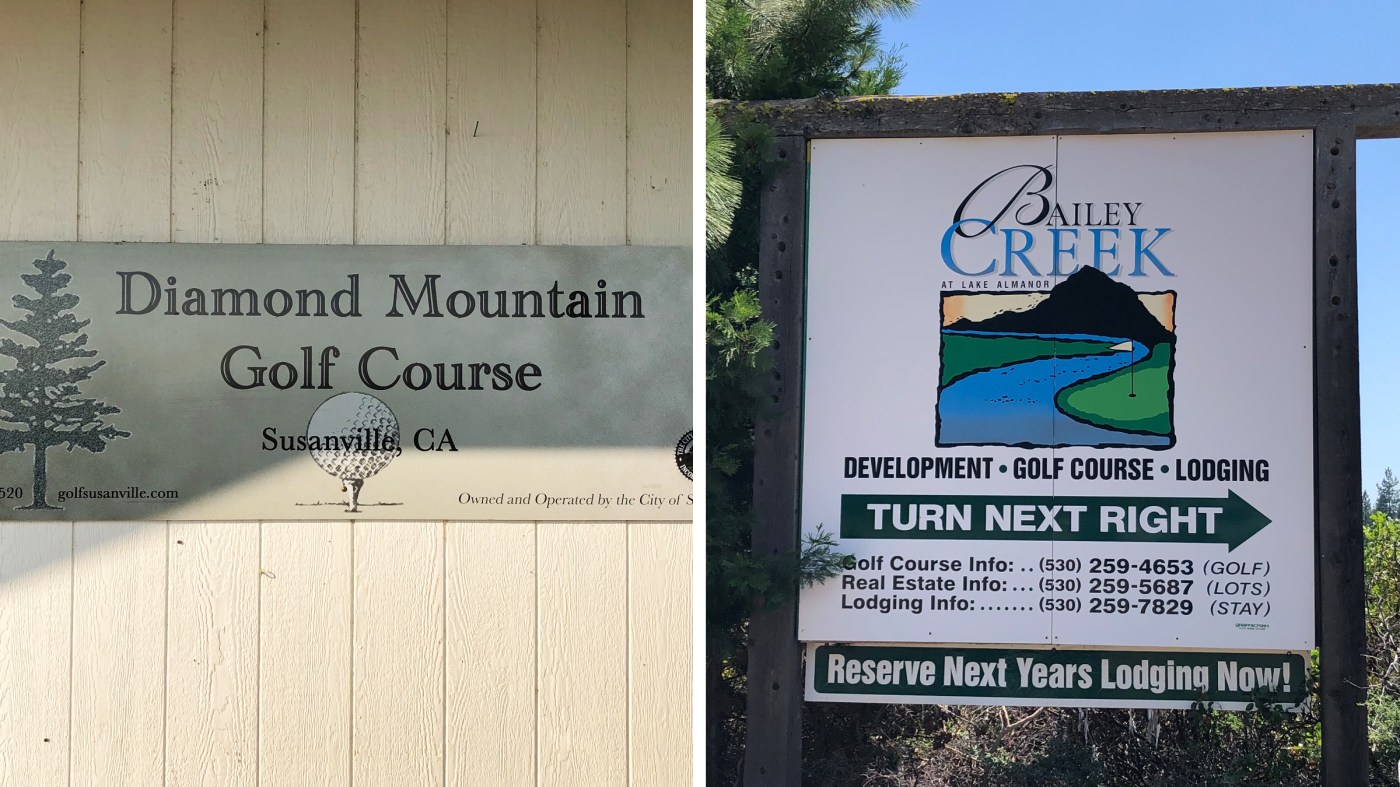 Diamond Mountain
Golf Course
Susanville, CA
520 golfsusanville.com
Owned and Operated by the City of S
BAILEY
CREEK
AT LAKE ALMANOR
DEVELOPMENT • GOLF COURSE • LODGING
TURN NEXT RIGHT
Golf Course Info: .. (530) 259-4653 (GOLF)
Real Estate Info: ... (530) 259-5687 (LOTS)
Lodging Info: ....... (530) 259-7829 (STAY)
Reserve Next Years Lodging Now!